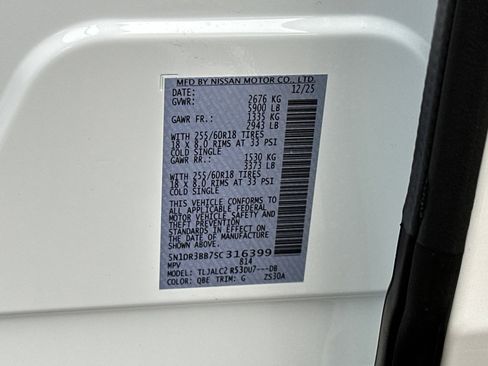 MFD BY NISSAN MOTOR CO., LTD.
DATE: 12/25
GVWR: 2676 KG
5900 LB
GAWR FR.: 1335 KG
2943 LB
WITH 255/60R18 TIRES
18 X 8.0 RIMS AT 33 PSI
COLD SINGLE
GAWR RR.: 1530 KG
3373 LB
WITH 255/60R18 TIRES
18 X 8.0 RIMS AT 33 PSI
COLD SINGLE
THIS VEHICLE CONFORMS TO
ALL APPLICABLE FEDERAL
MOTOR VEHICLE SAFETY AND
THEFT PREVENTION
STANDARDS IN EFFECT ON
THE DATE OF MANUFACTURE
SHOWN ABOVE.
5N1DR3BB7SC316399
MPV 814
MODEL: TLJALC2 R53DU7---DB
COLOR: QBE TRIM: G ZS30A